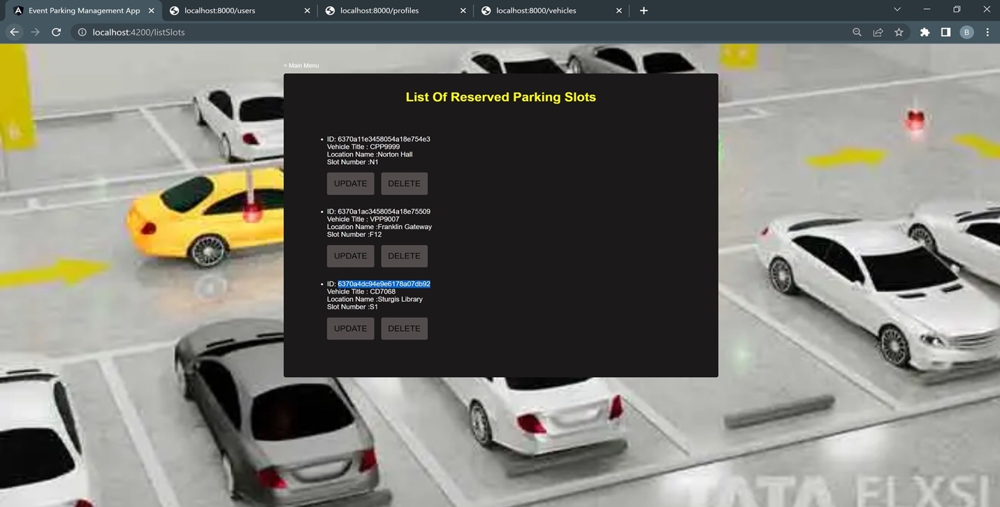 Event Parking Management App
localhost:8000/users
localhost:8000/profiles
localhost:8000/vehicles
localhost:4200/listSlots
B
» Main Menu
List Of Reserved Parking Slots
ID: 6370a11e3458054a18e754e3
Vehicle Title : CPP9999
Location Name :Norton Hall
Slot Number :N1
UPDATE DELETE
ID: 6370a1ac3458054a18e75509
Vehicle Title : VPP9007
Location Name :Franklin Gateway
Slot Number :F12
UPDATE DELETE
ID: 6370a4dc94e9e6178a07db92
Vehicle Title : CD7068
Location Name :Sturgis Library
Slot Number :S1
UPDATE DELETE
TATA ELXSI